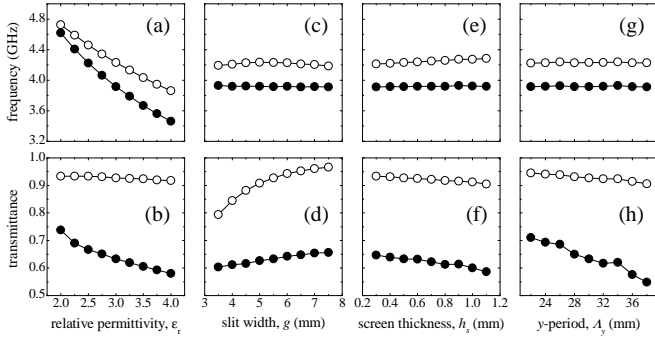 (a) (c) (e) (g)
frequency (GHz)
4.8
4.4
4.0
3.6
3.2
(b) (d) (f) (h)
transmittance
1.0
0.9
0.8
0.7
0.6
0.5
2.0 2.5 3.0 3.5 4.0 3 4 5 6 7 8 0.2 0.4 0.6 0.8 1.0 1.2 24 28 32 36
relative permittivity, εr slit width, g (mm) screen thickness, hs (mm) y-period, Λy (mm)